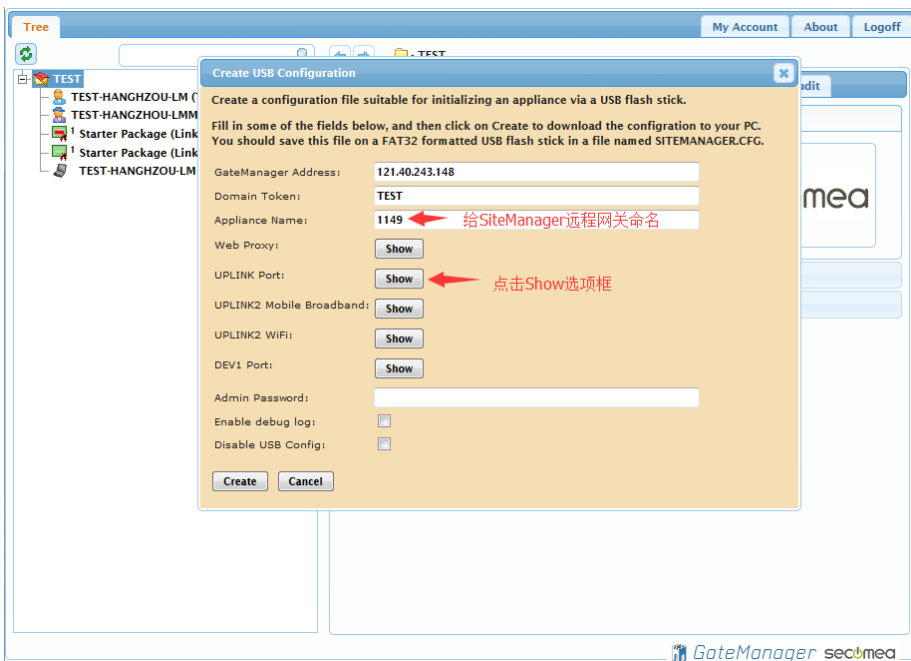 Tree
My Account
About
Logoff
TEST
Create USB Configuration
TEST
TEST-HANGHZOU-LM (
TEST-HANGZHOU-LMM
1 Starter Package (Link
1 Starter Package (Link
TEST-HANGHZOU-LM
Create a configuration file suitable for initializing an appliance via a USB flash stick.
Fill in some of the fields below, and then click on Create to download the configration to your PC.
You should save this file on a FAT32 formatted USB flash stick in a file named SITEMANAGER.CFG.
GateManager Address: 121.40.243.148
Domain Token: TEST
Appliance Name: 1149 给SiteManager远程网关命名
Web Proxy: Show
UPLINK Port: Show 点击Show选项框
UPLINK2 Mobile Broadband: Show
UPLINK2 WiFi: Show
DEV1 Port: Show
Admin Password:
Enable debug log:
Disable USB Config:
Create Cancel
udit
mea
GateManager secomea